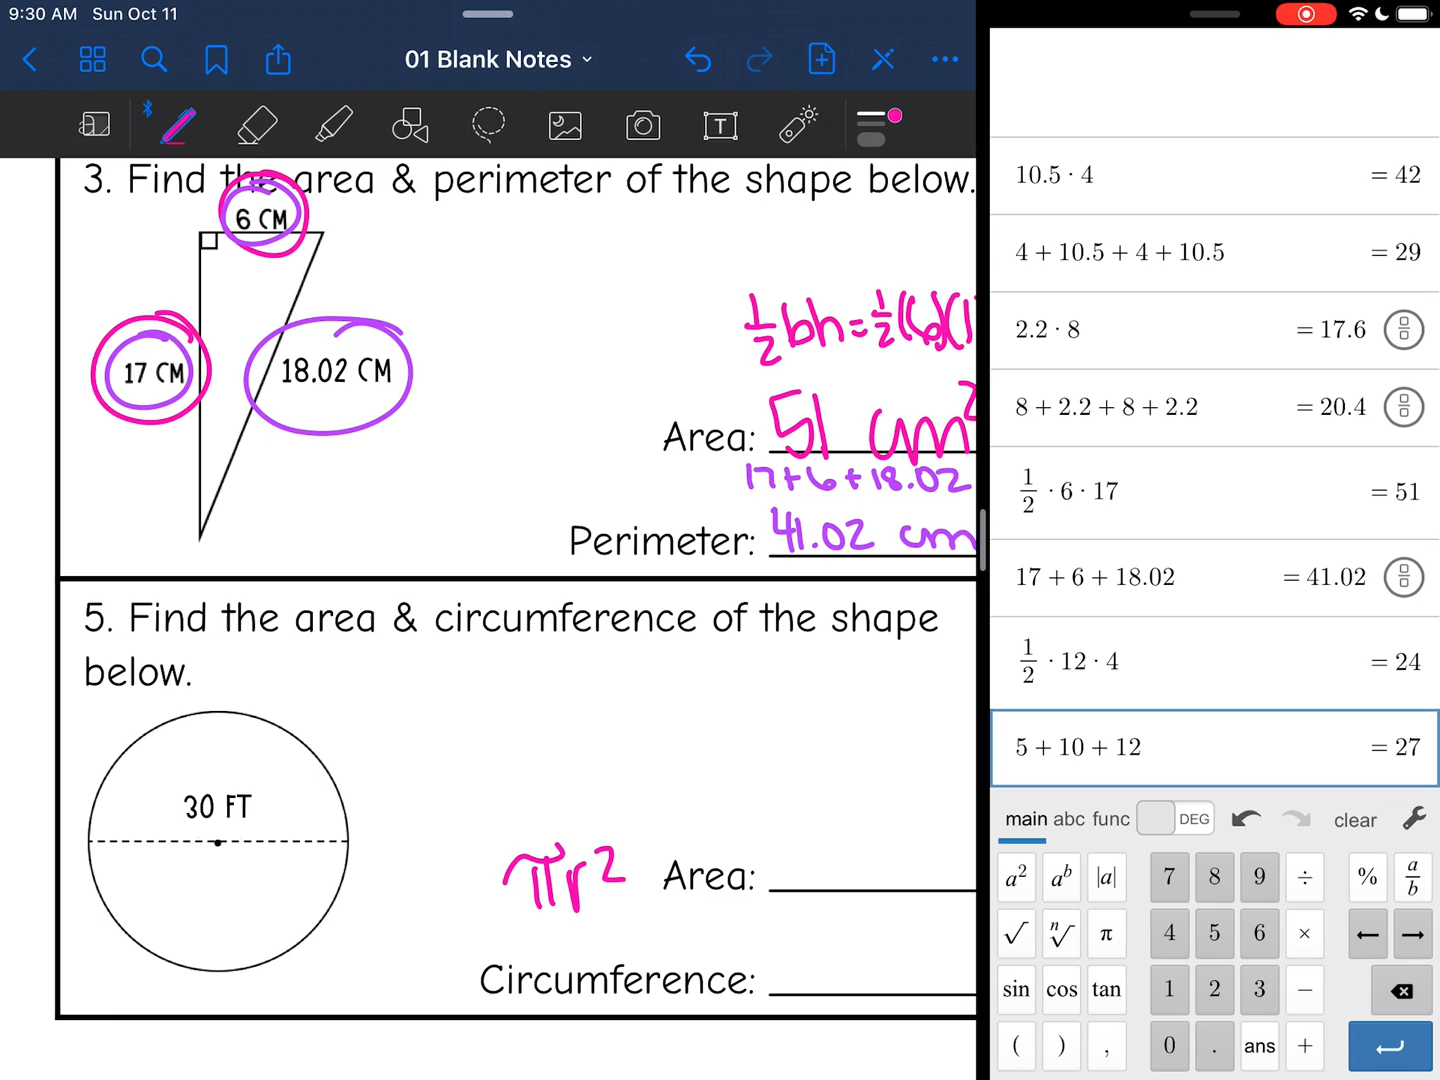 9:30 AM Sun Oct 11
01 Blank Notes
3. Find the area & perimeter of the shape below.
6 CM
17 CM
18.02 CM
½bh=½(6)(1
Area: 51 cm²
17+6+18.02
Perimeter: 41.02 cm
5. Find the area & circumference of the shape
below.
30 FT
πr² Area:
Circumference:
10.5 · 4 = 42
4 + 10.5 + 4 + 10.5 = 29
2.2 · 8 = 17.6
8 + 2.2 + 8 + 2.2 = 20.4
1/2 · 6 · 17 = 51
17 + 6 + 18.02 = 41.02
1/2 · 12 · 4 = 24
5 + 10 + 12 = 27
main abc func DEG clear
a² aᵇ |a| 7 8 9 ÷ % a/b
√ ⁿ√ π 4 5 6 × ← →
sin cos tan 1 2 3 −
( ) , 0 . ans +